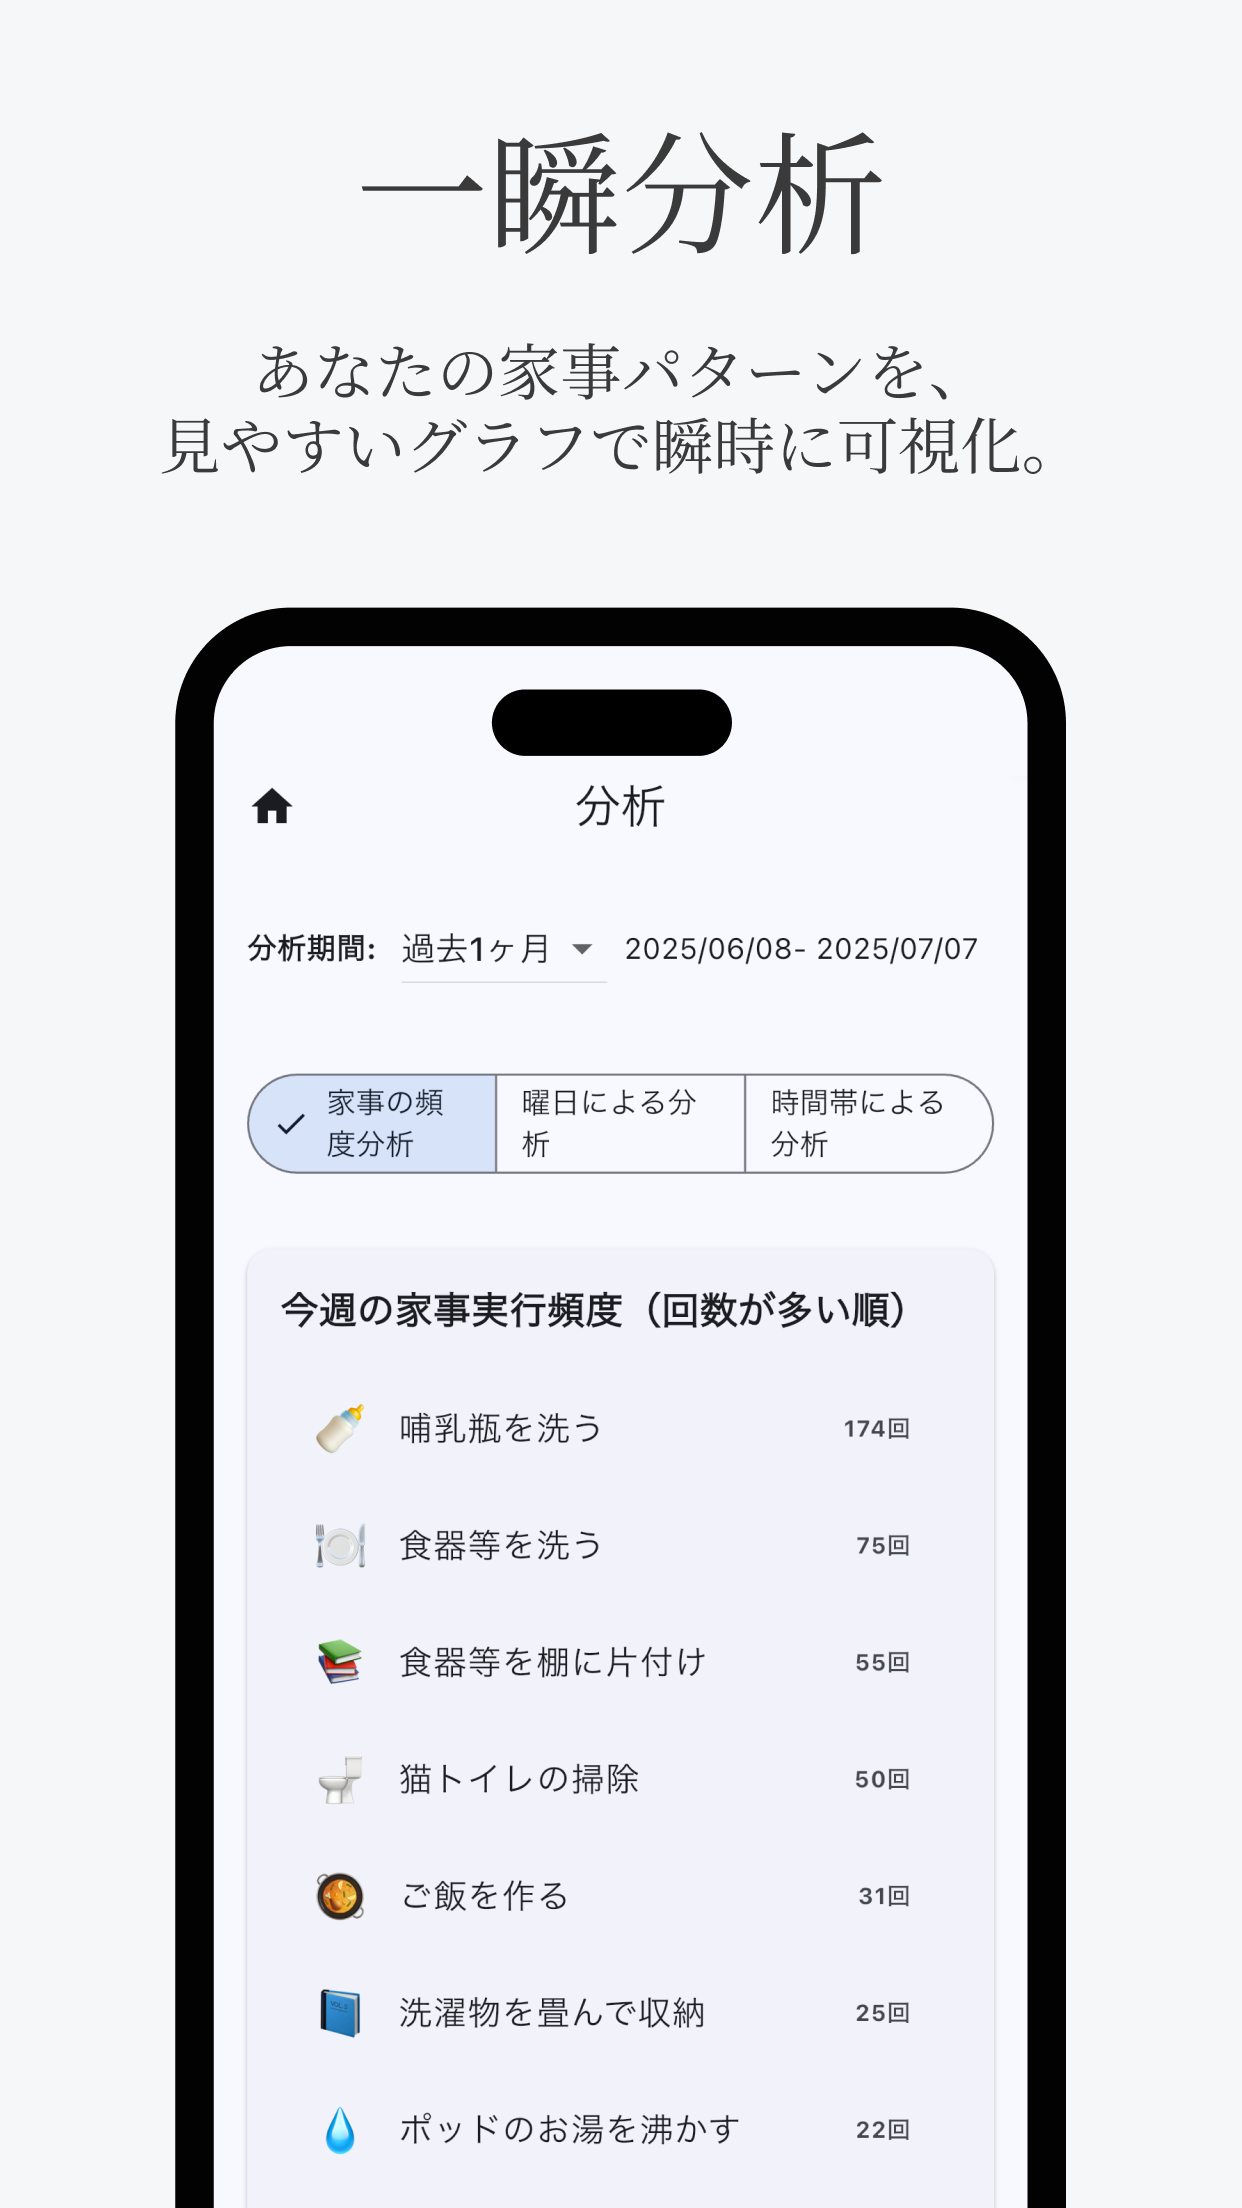 一瞬分析
あなたの家事パターンを、
見やすいグラフで瞬時に可視化。
分析
分析期間: 過去1ヶ月 2025/06/08- 2025/07/07
家事の頻
度分析
曜日による分
析
時間帯による
分析
今週の家事実行頻度（回数が多い順）
哺乳瓶を洗う 174回
食器等を洗う 75回
食器等を棚に片付け 55回
猫トイレの掃除 50回
ご飯を作る 31回
洗濯物を畳んで収納 25回
ポッドのお湯を沸かす 22回